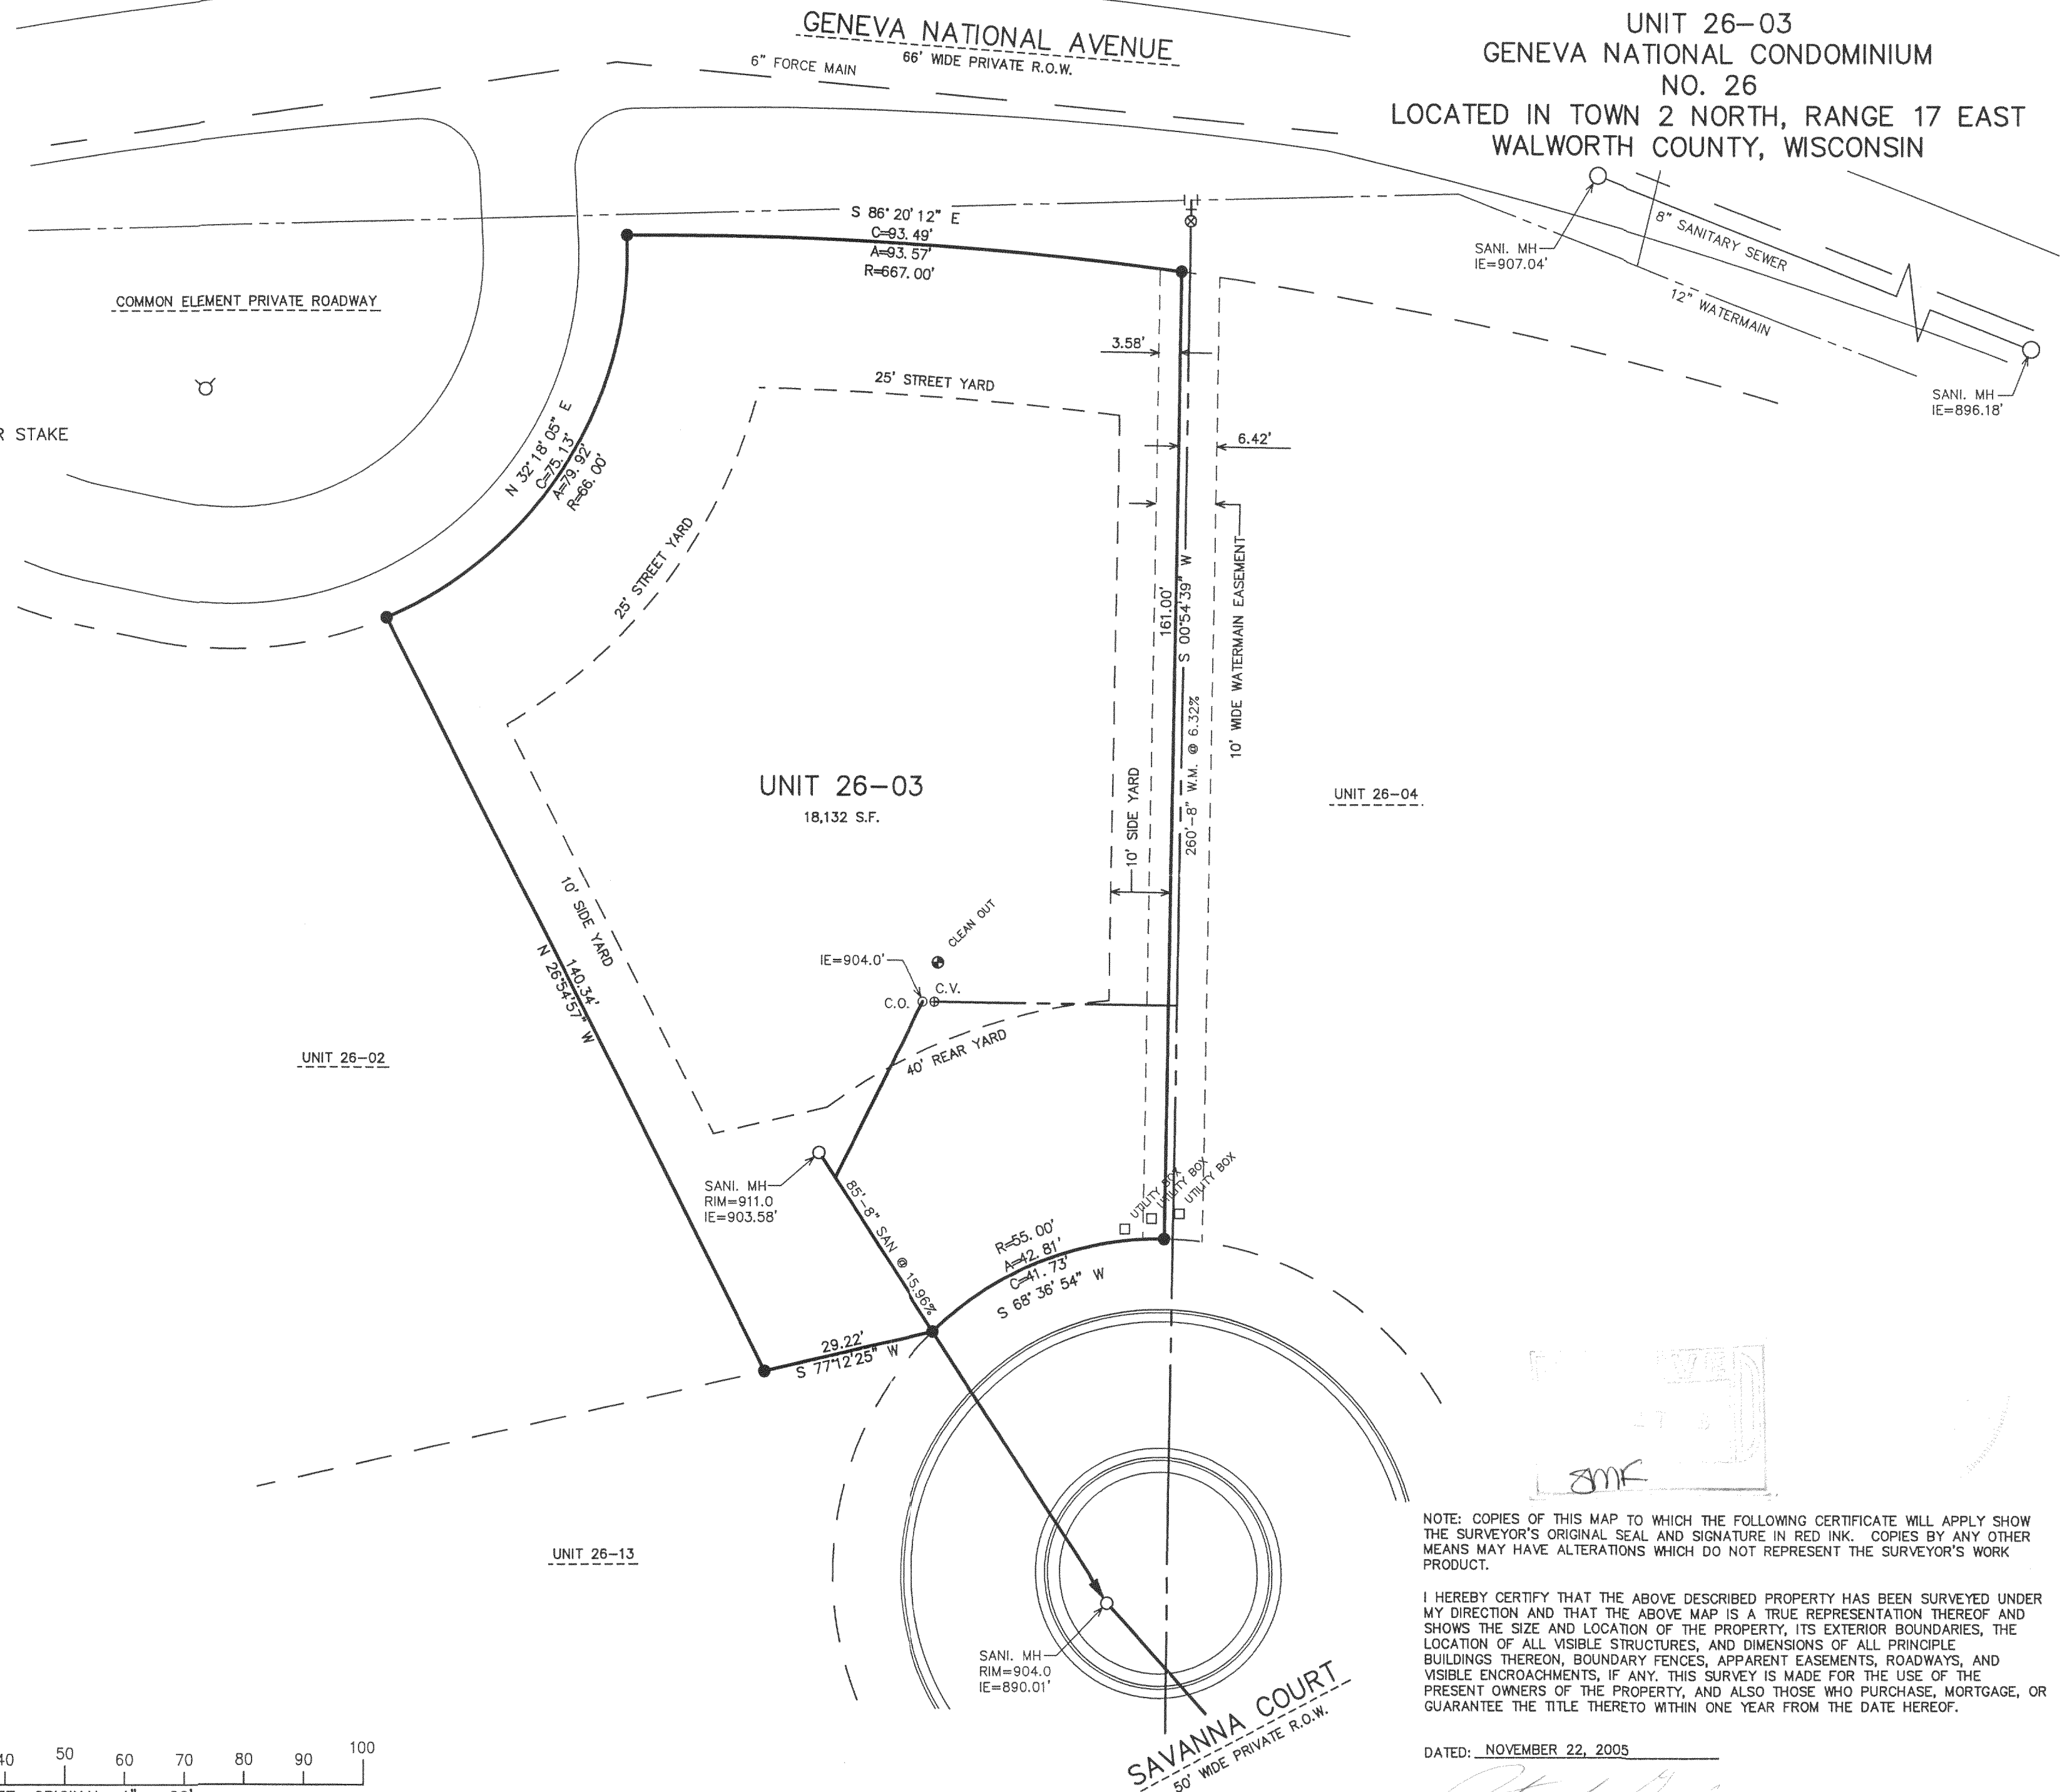 GENEVA NATIONAL AVENUE
66' WIDE PRIVATE R.O.W.
6" FORCE MAIN
UNIT 26-03
GENEVA NATIONAL CONDOMINIUM
NO. 26
LOCATED IN TOWN 2 NORTH, RANGE 17 EAST
WALWORTH COUNTY, WISCONSIN
SANI. MH
IE=907.04'
8" SANITARY SEWER
12" WATERMAIN
SANI. MH
IE=896.18'
S 86°20'12" E
C=93.49'
A=93.57'
R=667.00'
COMMON ELEMENT PRIVATE ROADWAY
R STAKE
N 32°18'05" E
C=75.13'
A=79.92'
R=66.00'
25' STREET YARD
25' STREET YARD
3.58'
6.42'
161.00'
S 00°54'39" W
10' WIDE WATERMAIN EASEMENT
260'-8" W.M. @ 6.32%
10' SIDE YARD
UNIT 26-03
18,132 S.F.
UNIT 26-04
10' SIDE YARD
140.34'
N 26°54'57" W
CLEAN OUT
IE=904.0'
C.O.
C.V.
40' REAR YARD
UNIT 26-02
SANI. MH
RIM=911.0
IE=903.58'
85'-8" SAN @ 15.96%
UTILITY BOX
UTILITY BOX
UTILITY BOX
R=55.00'
A=42.81'
C=41.73'
S 68°36'54" W
29.22'
S 77°12'25" W
UNIT 26-13
SANI. MH
RIM=904.0
IE=890.01'
SAVANNA COURT
50' WIDE PRIVATE R.O.W.
SMF
NOTE: COPIES OF THIS MAP TO WHICH THE FOLLOWING CERTIFICATE WILL APPLY SHOW
THE SURVEYOR'S ORIGINAL SEAL AND SIGNATURE IN RED INK. COPIES BY ANY OTHER
MEANS MAY HAVE ALTERATIONS WHICH DO NOT REPRESENT THE SURVEYOR'S WORK
PRODUCT.
I HEREBY CERTIFY THAT THE ABOVE DESCRIBED PROPERTY HAS BEEN SURVEYED UNDER
MY DIRECTION AND THAT THE ABOVE MAP IS A TRUE REPRESENTATION THEREOF AND
SHOWS THE SIZE AND LOCATION OF THE PROPERTY, ITS EXTERIOR BOUNDARIES, THE
LOCATION OF ALL VISIBLE STRUCTURES, AND DIMENSIONS OF ALL PRINCIPLE
BUILDINGS THEREON, BOUNDARY FENCES, APPARENT EASEMENTS, ROADWAYS, AND
VISIBLE ENCROACHMENTS, IF ANY. THIS SURVEY IS MADE FOR THE USE OF THE
PRESENT OWNERS OF THE PROPERTY, AND ALSO THOSE WHO PURCHASE, MORTGAGE, OR
GUARANTEE THE TITLE THERETO WITHIN ONE YEAR FROM THE DATE HEREOF.
DATED: NOVEMBER 22, 2005
40 50 60 70 80 90 100